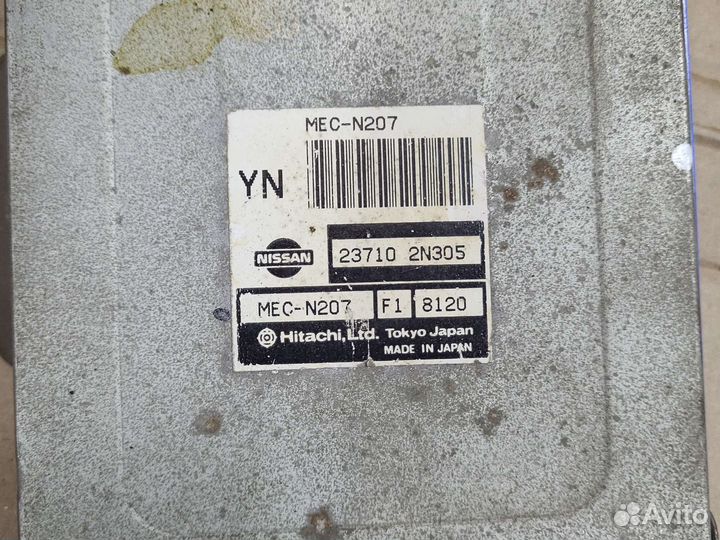 MEC-N207
YN
NISSAN
23710 2N305
MEC-N207 F1 8120
Hitachi, Ltd. Tokyo Japan
MADE IN JAPAN
Avito